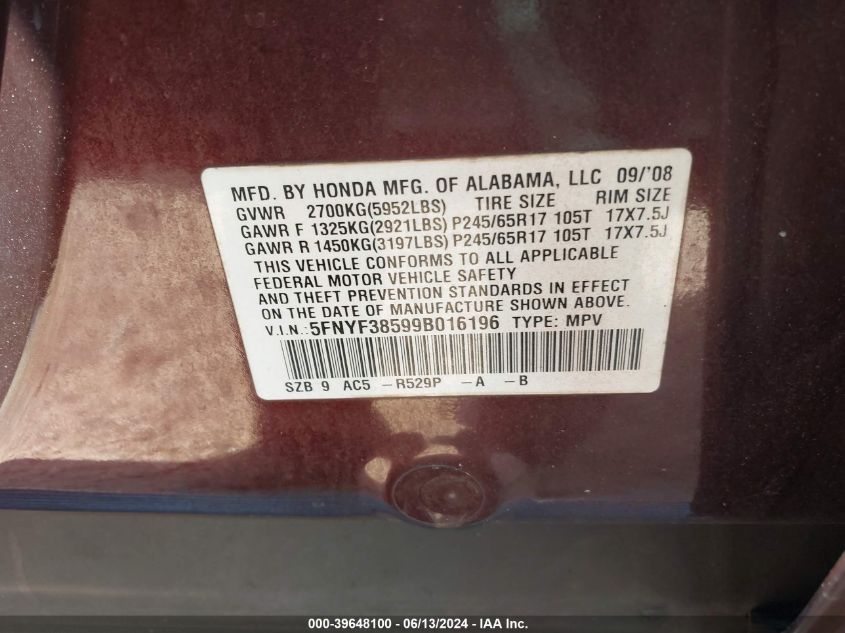 MFD. BY HONDA MFG. OF ALABAMA, LLC 09/'08
GVWR 2700KG(5952LBS) TIRE SIZE RIM SIZE
GAWR F 1325KG(2921LBS) P245/65R17 105T 17X7.5J
GAWR R 1450KG(3197LBS) P245/65R17 105T 17X7.5J
THIS VEHICLE CONFORMS TO ALL APPLICABLE
FEDERAL MOTOR VEHICLE SAFETY
AND THEFT PREVENTION STANDARDS IN EFFECT
ON THE DATE OF MANUFACTURE SHOWN ABOVE.
V.I.N.: 5FNYF38599B016196 TYPE: MPV
SZB 9 AC5 -R529P -A -B
000-39648100 - 06/13/2024 - IAA Inc.